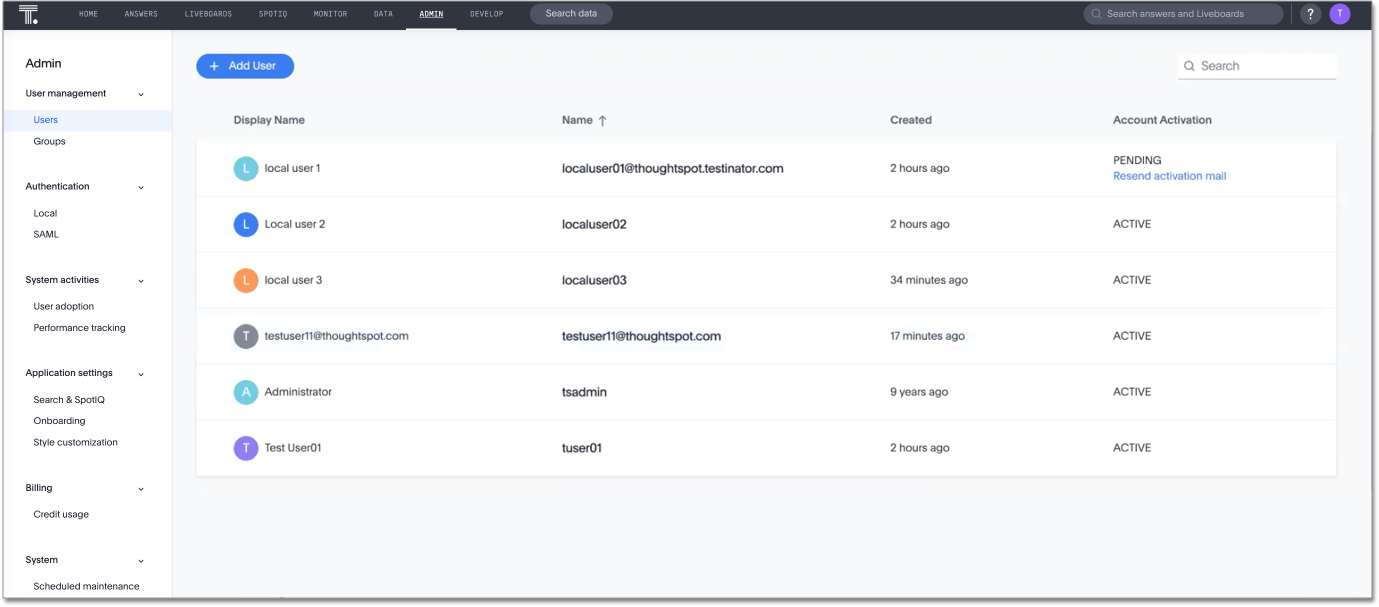 T.
HOME ANSWERS LIVEBOARDS SPOTIQ MONITOR DATA ADMIN DEVELOP Search data Search answers and Liveboards ? T
Admin
User management
Users
Groups
Authentication
Local
SAML
System activities
User adoption
Performance tracking
Application settings
Search & SpotIQ
Onboarding
Style customization
Billing
Credit usage
System
Scheduled maintenance
+ Add User Search
Display Name Name ↑ Created Account Activation
L local user 1 localuser01@thoughtspot.testinator.com 2 hours ago PENDING
Resend activation mail
L Local user 2 localuser02 2 hours ago ACTIVE
L local user 3 localuser03 34 minutes ago ACTIVE
T testuser11@thoughtspot.com testuser11@thoughtspot.com 17 minutes ago ACTIVE
A Administrator tsadmin 9 years ago ACTIVE
T Test User01 tuser01 2 hours ago ACTIVE